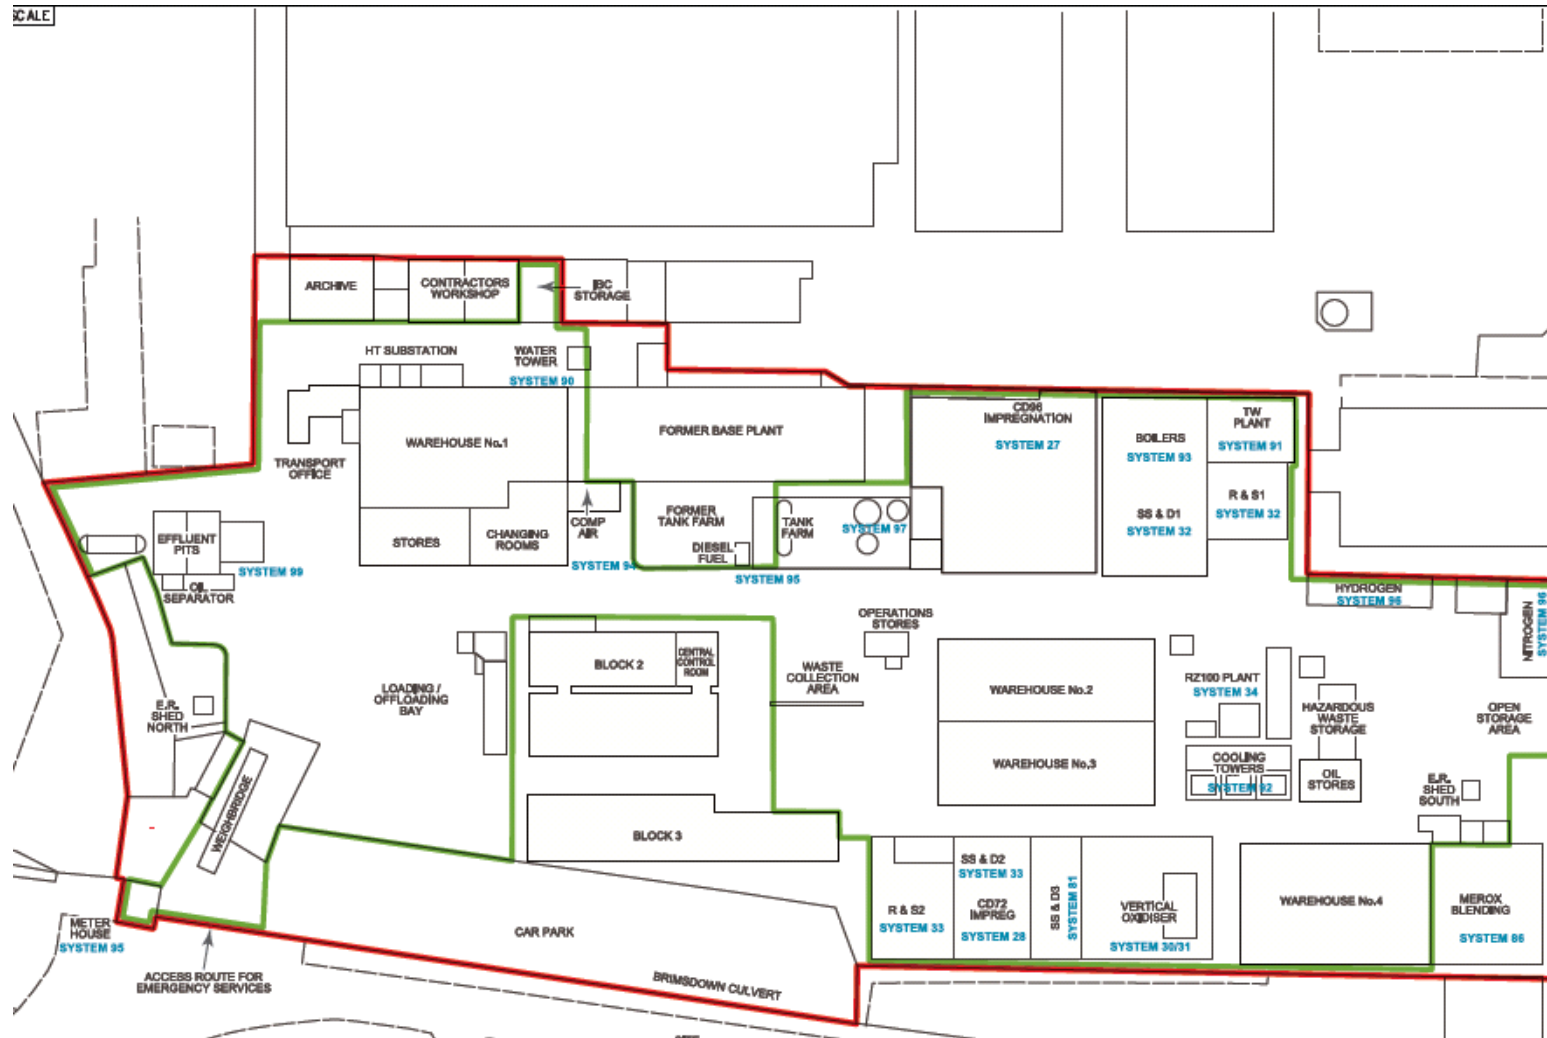 SCALE
ARCHIVE
CONTRACTORS
WORKSHOP
IBC
STORAGE
HT SUBSTATION
WATER
TOWER
SYSTEM 90
TRANSPORT
OFFICE
WAREHOUSE No.1
FORMER BASE PLANT
CD96
IMPREGNATION
SYSTEM 27
BOILERS
SYSTEM 93
TW
PLANT
SYSTEM 91
R & S1
SYSTEM 32
SS & D1
SYSTEM 32
STORES
CHANGING
ROOMS
COMP
AIR
SYSTEM 94
FORMER
TANK FARM
DIESEL
FUEL
SYSTEM 95
TANK
FARM
SYSTEM 97
EFFLUENT
PITS
SYSTEM 99
OIL
SEPARATOR
HYDROGEN
SYSTEM 96
NITROGEN
SYSTEM 96
OPERATIONS
STORES
BLOCK 2
CENTRAL
CONTROL
ROOM
WASTE
COLLECTION
AREA
LOADING /
OFFLOADING
BAY
E.R.
SHED
NORTH
WAREHOUSE No.2
WAREHOUSE No.3
RZ100 PLANT
SYSTEM 34
HAZARDOUS
WASTE
STORAGE
OPEN
STORAGE
AREA
COOLING
TOWERS
SYSTEM 92
OIL
STORES
E.R.
SHED
SOUTH
WEIGHBRIDGE
BLOCK 3
SS & D2
SYSTEM 33
R & S2
SYSTEM 33
CD72
IMPREG
SYSTEM 28
SS & D3
SYSTEM 81
VERTICAL
OXIDISER
SYSTEM 30/31
WAREHOUSE No.4
MEROX
BLENDING
SYSTEM 86
METER
HOUSE
SYSTEM 95
CAR PARK
ACCESS ROUTE FOR
EMERGENCY SERVICES
BRIMSDOWN CULVERT